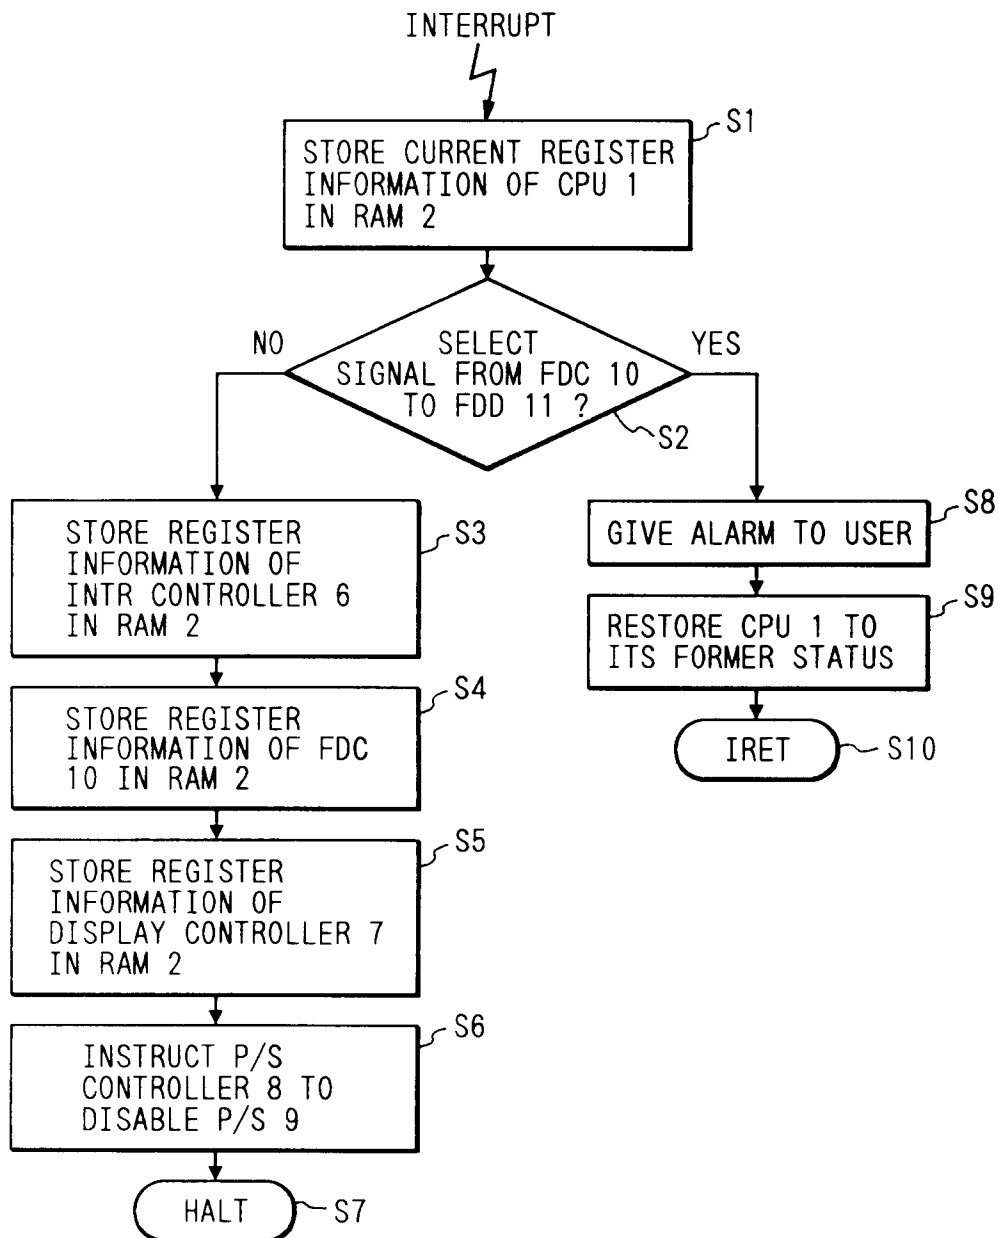 INTERRUPT
S1
STORE CURRENT REGISTER
INFORMATION OF CPU 1
IN RAM 2
NO
YES
SELECT
SIGNAL FROM FDC 10
TO FDD 11 ?
S2
S3
STORE REGISTER
INFORMATION OF
INTR CONTROLLER 6
IN RAM 2
S4
STORE REGISTER
INFORMATION OF FDC
10 IN RAM 2
S5
STORE REGISTER
INFORMATION OF
DISPLAY CONTROLLER 7
IN RAM 2
S6
INSTRUCT P/S
CONTROLLER 8 TO
DISABLE P/S 9
HALT
S7
S8
GIVE ALARM TO USER
S9
RESTORE CPU 1 TO
ITS FORMER STATUS
IRET
S10